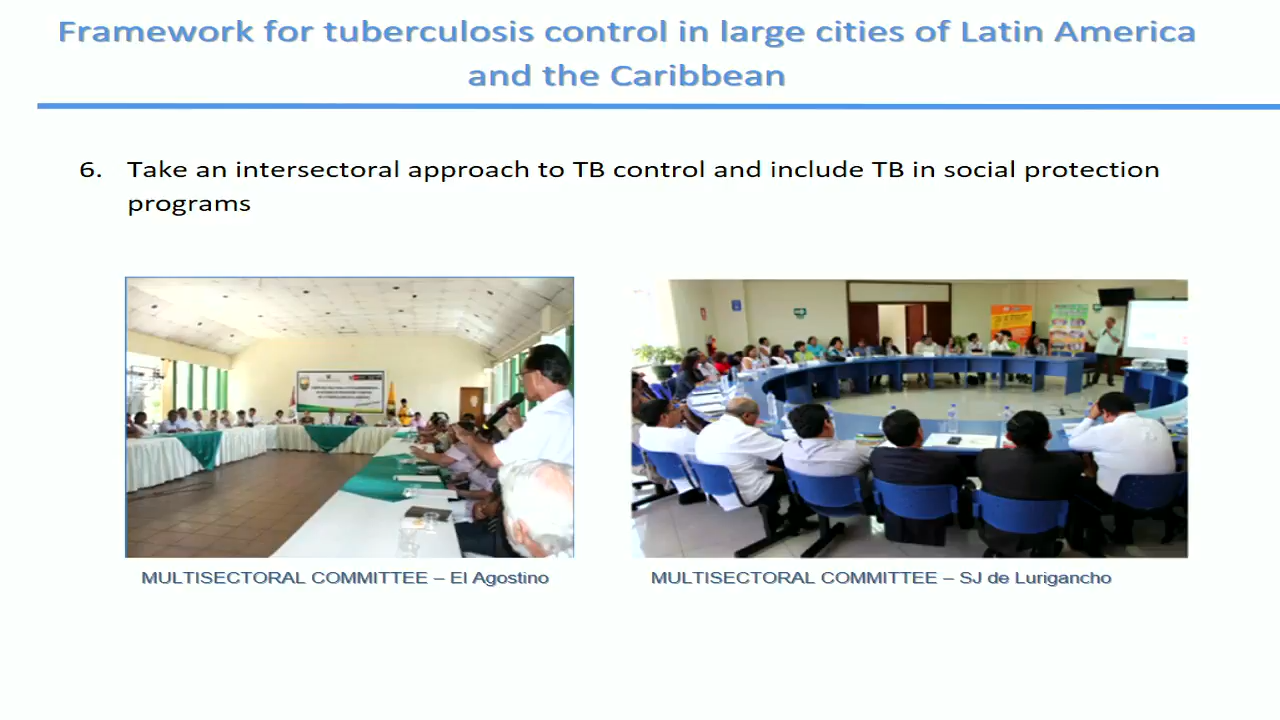 Framework for tuberculosis control in large cities of Latin America
and the Caribbean
6. Take an intersectoral approach to TB control and include TB in social protection
programs
MULTISECTORAL COMMITTEE – El Agostino
MULTISECTORAL COMMITTEE – SJ de Lurigancho